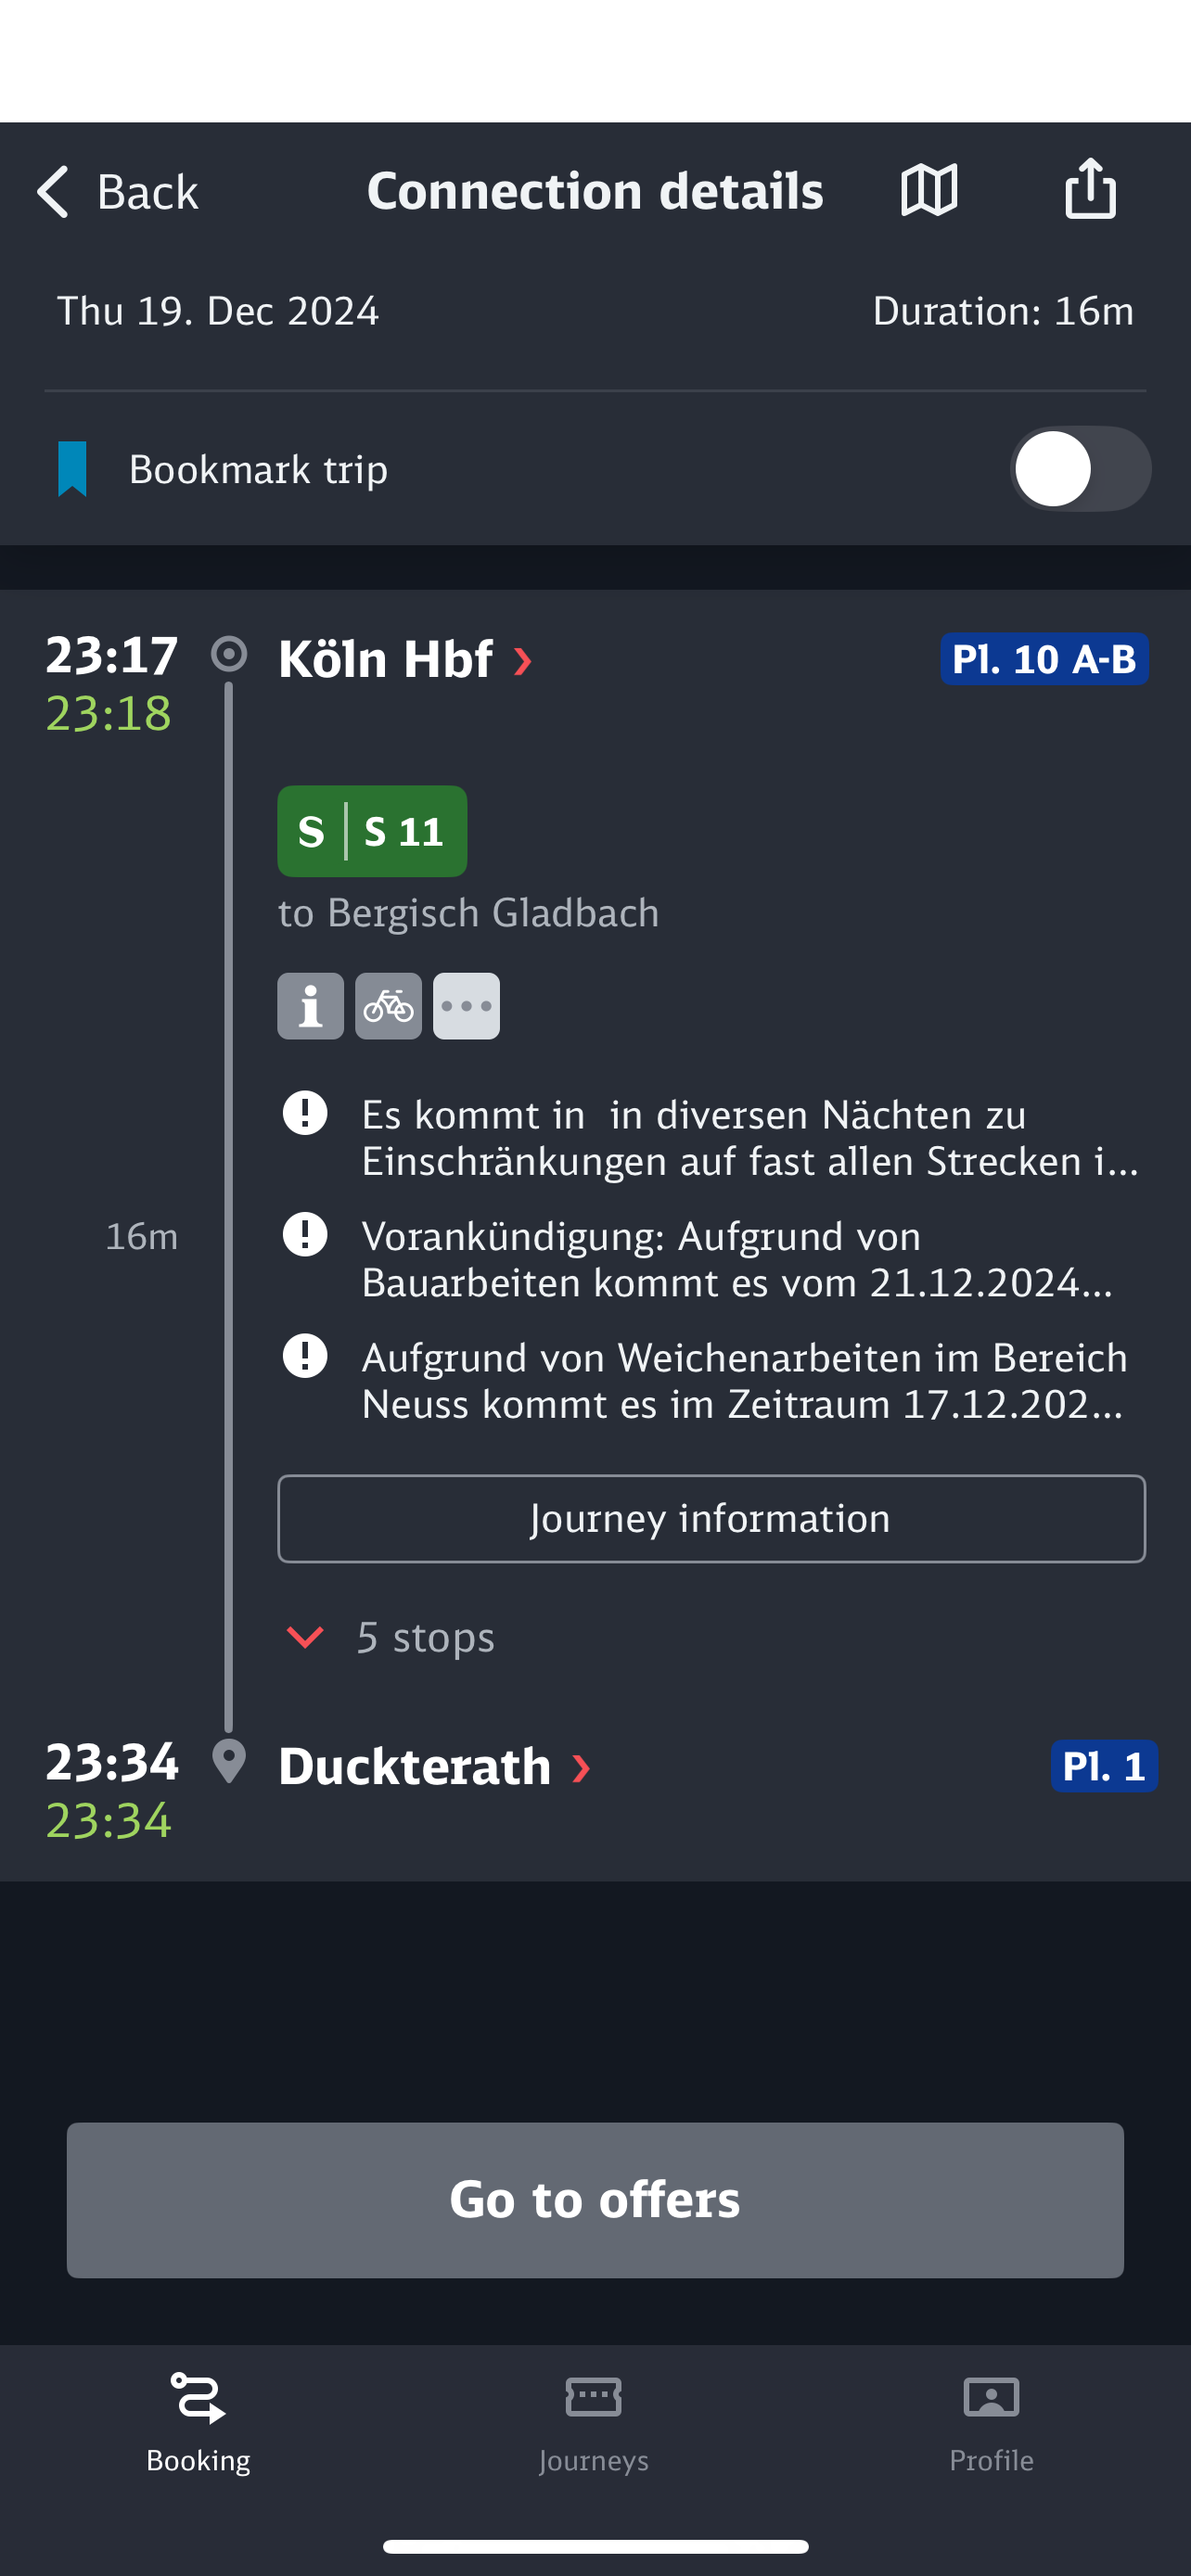 Back
Connection details
Thu 19. Dec 2024
Duration: 16m
Bookmark trip
23:17
Köln Hbf
Pl. 10 A-B
23:18
S | S 11
to Bergisch Gladbach
Es kommt in  in diversen Nächten zu
Einschränkungen auf fast allen Strecken i...
16m
Vorankündigung: Aufgrund von
Bauarbeiten kommt es vom 21.12.2024...
Aufgrund von Weichenarbeiten im Bereich
Neuss kommt es im Zeitraum 17.12.202...
Journey information
5 stops
23:34
Duckterath
Pl. 1
23:34
Go to offers
Booking
Journeys
Profile